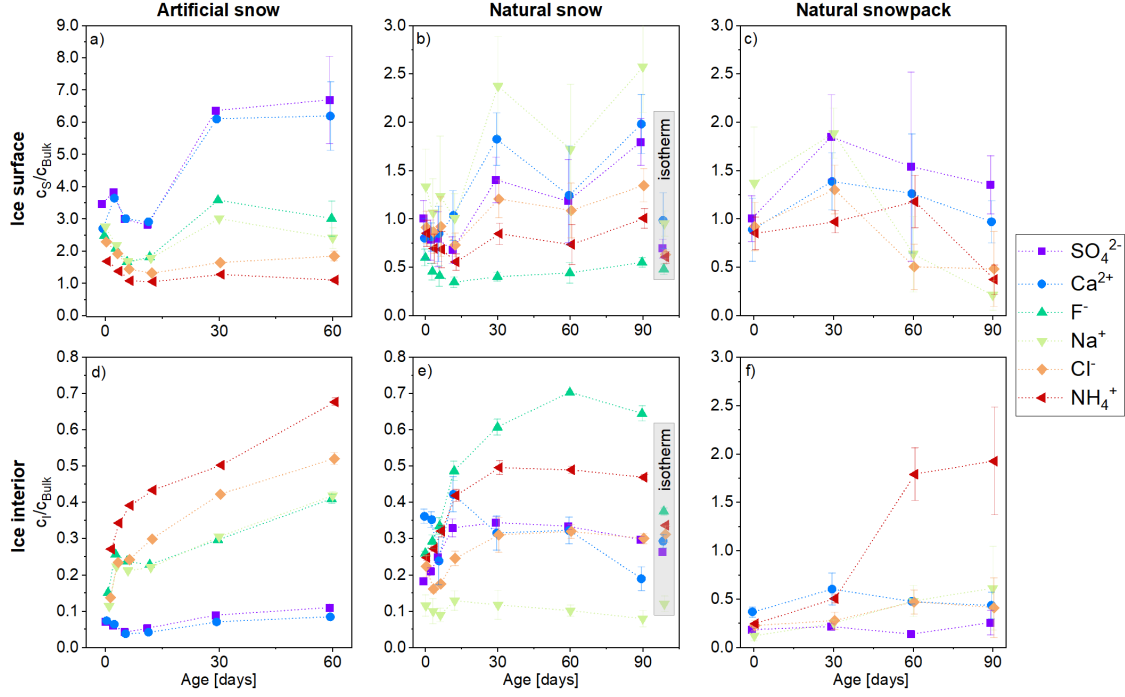 Artificial snow
Natural snow
Natural snowpack
Ice surface
c_S/c_Bulk
a)
9.0
8.0
7.0
6.0
5.0
4.0
3.0
2.0
1.0
0.0
0
30
60
b)
3.0
2.5
2.0
1.5
1.0
0.5
0.0
0
30
60
90
isotherm
c)
3.0
2.5
2.0
1.5
1.0
0.5
0.0
0
30
60
90
SO₄²⁻
Ca²⁺
F⁻
Na⁺
Cl⁻
NH₄⁺
Ice interior
c_I/c_Bulk
d)
0.8
0.7
0.6
0.5
0.4
0.3
0.2
0.1
0.0
0
30
60
Age [days]
e)
0.8
0.7
0.6
0.5
0.4
0.3
0.2
0.1
0.0
0
30
60
90
Age [days]
isotherm
f)
3.0
2.5
2.0
1.5
1.0
0.5
0.0
0
30
60
90
Age [days]